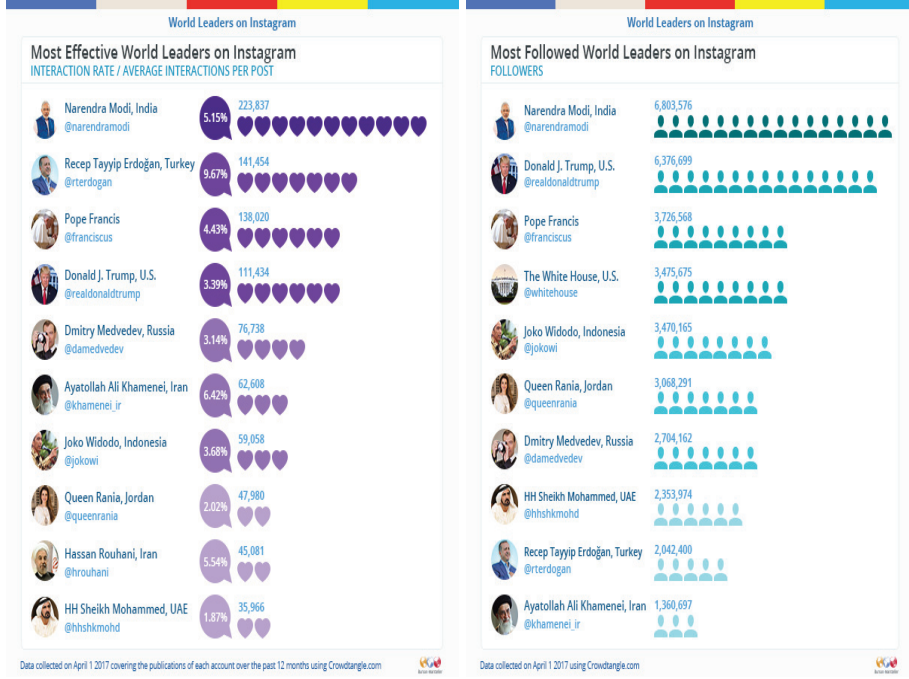 World Leaders on Instagram
Most Effective World Leaders on Instagram
INTERACTION RATE / AVERAGE INTERACTIONS PER POST
Narendra Modi, India
@narendramodi
5.15%
223,837
Recep Tayyip Erdoğan, Turkey
@rterdogan
9.67%
141,454
Pope Francis
@franciscus
4.43%
138,020
Donald J. Trump, U.S.
@realdonaldtrump
3.39%
111,434
Dmitry Medvedev, Russia
@damedvedev
3.14%
76,738
Ayatollah Ali Khamenei, Iran
@khamenei_ir
6.42%
62,608
Joko Widodo, Indonesia
@jokowi
3.68%
59,058
Queen Rania, Jordan
@queenrania
2.02%
47,980
Hassan Rouhani, Iran
@hrouhani
5.54%
45,081
HH Sheikh Mohammed, UAE
@hhshkmohd
1.87%
35,966
Data collected on April 1 2017 covering the publications of each account over the past 12 months using Crowdtangle.com
World Leaders on Instagram
Most Followed World Leaders on Instagram
FOLLOWERS
Narendra Modi, India
@narendramodi
6,803,576
Donald J. Trump, U.S.
@realdonaldtrump
6,376,699
Pope Francis
@franciscus
3,726,568
The White House, U.S.
@whitehouse
3,475,675
Joko Widodo, Indonesia
@jokowi
3,470,165
Queen Rania, Jordan
@queenrania
3,068,291
Dmitry Medvedev, Russia
@damedvedev
2,704,162
HH Sheikh Mohammed, UAE
@hhshkmohd
2,353,974
Recep Tayyip Erdoğan, Turkey
@rterdogan
2,042,400
Ayatollah Ali Khamenei, Iran
@khamenei_ir
1,360,697
Data collected on April 1 2017 using Crowdtangle.com